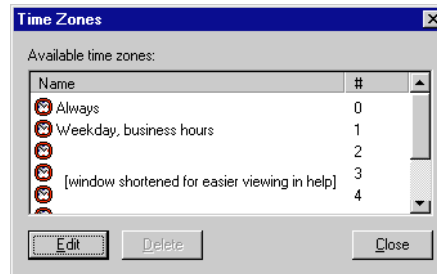 Time Zones
Available time zones:
Name #
Always 0
Weekday, business hours 1
2
3
[window shortened for easier viewing in help]
4
Edit Delete Close